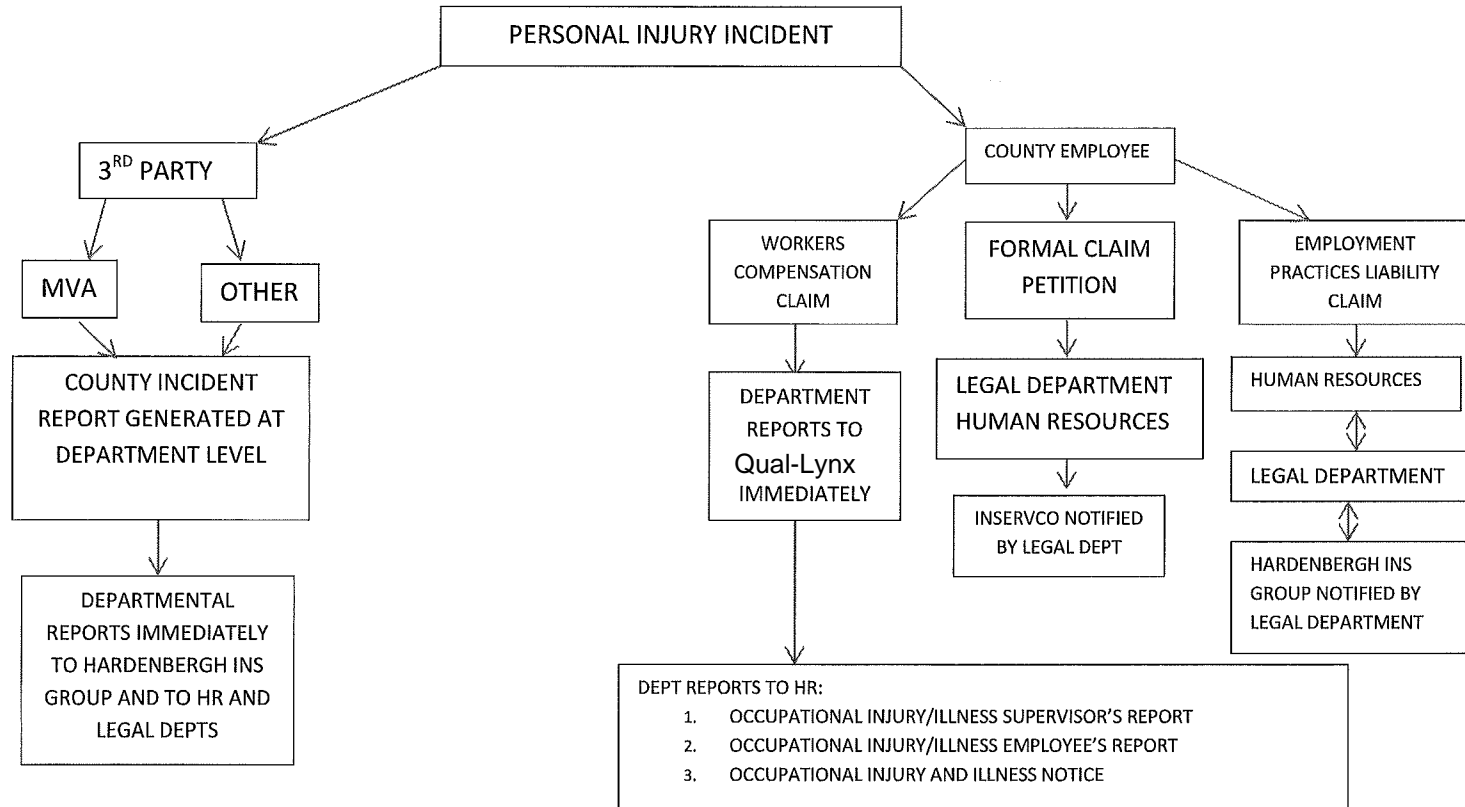 PERSONAL INJURY INCIDENT
3RD PARTY
COUNTY EMPLOYEE
MVA
OTHER
WORKERS
COMPENSATION
CLAIM
FORMAL CLAIM
PETITION
EMPLOYMENT
PRACTICES LIABILITY
CLAIM
COUNTY INCIDENT
REPORT GENERATED AT
DEPARTMENT LEVEL
DEPARTMENT
REPORTS TO
Qual-Lynx
IMMEDIATELY
LEGAL DEPARTMENT
HUMAN RESOURCES
HUMAN RESOURCES
LEGAL DEPARTMENT
INSERVCO NOTIFIED
BY LEGAL DEPT
HARDENBERGH INS
GROUP NOTIFIED BY
LEGAL DEPARTMENT
DEPARTMENTAL
REPORTS IMMEDIATELY
TO HARDENBERGH INS
GROUP AND TO HR AND
LEGAL DEPTS
DEPT REPORTS TO HR:
1. OCCUPATIONAL INJURY/ILLNESS SUPERVISOR'S REPORT
2. OCCUPATIONAL INJURY/ILLNESS EMPLOYEE'S REPORT
3. OCCUPATIONAL INJURY AND ILLNESS NOTICE